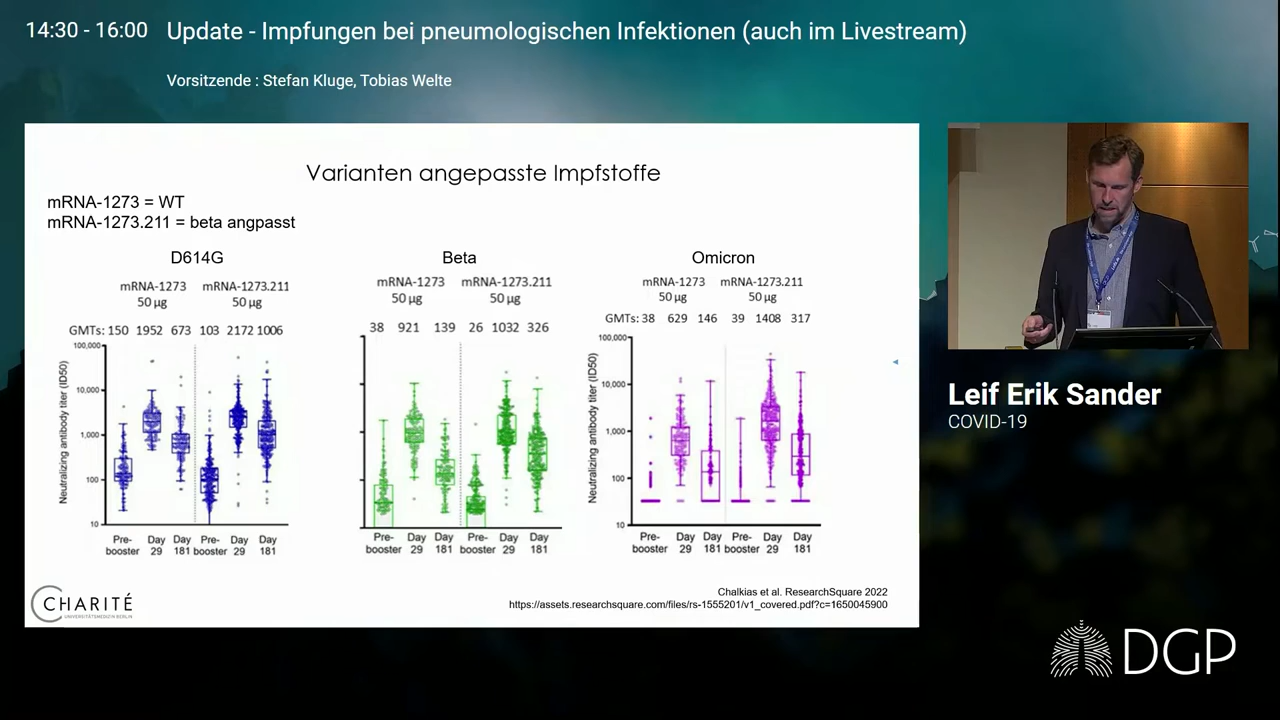 14:30 - 16:00 Update - Impfungen bei pneumologischen Infektionen (auch im Livestream)
Vorsitzende : Stefan Kluge, Tobias Welte
Varianten angepasste Impfstoffe
mRNA-1273 = WT
mRNA-1273.211 = beta angpasst
D614G
mRNA-1273 mRNA-1273.211
50 µg 50 µg
GMTs: 150 1952 673 103 2172 1006
Neutralizing antibody titer (ID50)
100,000
10,000
1,000
100
10
Pre-booster Day 29 Day 181 Pre-booster Day 29 Day 181
Beta
mRNA-1273 mRNA-1273.211
50 µg 50 µg
38 921 139 26 1032 326
Pre-booster Day 29 Day 181 Pre-booster Day 29 Day 181
Omicron
mRNA-1273 mRNA-1273.211
50 µg 50 µg
GMTs: 38 629 146 39 1408 317
Neutralizing antibody titer (ID50)
100,000
10,000
1,000
100
10
Pre-booster Day 29 Day 181 Pre-booster Day 29 Day 181
Chalkias et al. ResearchSquare 2022
https://assets.researchsquare.com/files/rs-1555201/v1_covered.pdf?c=1650045900
CHARITÉ
UNIVERSITÄTSMEDIZIN BERLIN
Leif Erik Sander
COVID-19
DGP